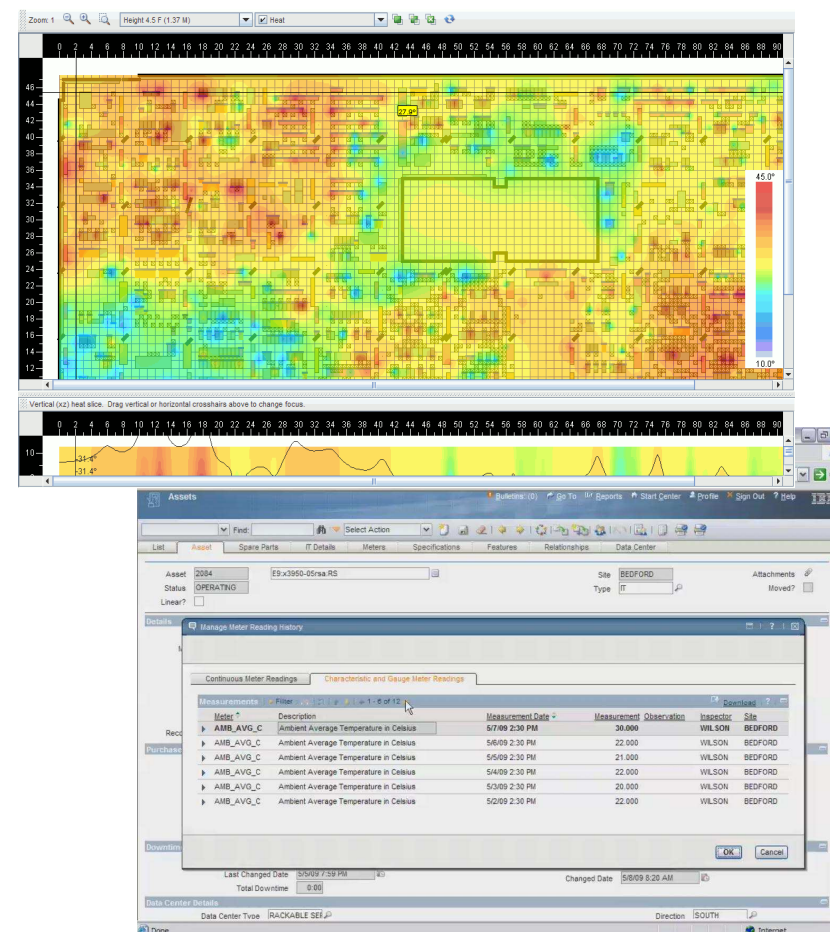 Zoom: 1 Height 4.5 F (1.37 M) Heat
0 2 4 6 8 10 12 14 16 18 20 22 24 26 28 30 32 34 36 38 40 42 44 46 48 50 52 54 56 58 60 62 64 66 68 70 72 74 76 78 80 82 84 86 88 90
46
44
27.9°
42
40
38
36
45.0°
34
32
30
28
26
24
22
20
18
16
14
12
10.0°
Vertical (xz) heat slice. Drag vertical or horizontal crosshairs above to change focus.
0 2 4 6 8 10 12 14 16 18 20 22 24 26 28 30 32 34 36 38 40 42 44 46 48 50 52 54 56 58 60 62 64 66 68 70 72 74 76 78 80 82 84 86 88 90
10
31.4°
31.4°
Assets Bulletins: (0) Go To Reports Start Center Profile Sign Out Help IBM
Find: Select Action
List Asset Spare Parts IT Details Meters Specifications Features Relationships Data Center
Asset 2084 E9:x3950-05rsa:RS Site BEDFORD Attachments
Status OPERATING Type IT Moved?
Linear?
Details
Manage Meter Reading History
Continuous Meter Readings Characteristic and Gauge Meter Readings
Measurements Filter 1 - 6 of 12 Download
Meter Description Measurement Date Measurement Observation Inspector Site
AMB_AVG_C Ambient Average Temperature in Celsius 5/7/09 2:30 PM 30.000 WILSON BEDFORD
AMB_AVG_C Ambient Average Temperature in Celsius 5/6/09 2:30 PM 22.000 WILSON BEDFORD
AMB_AVG_C Ambient Average Temperature in Celsius 5/5/09 2:30 PM 21.000 WILSON BEDFORD
AMB_AVG_C Ambient Average Temperature in Celsius 5/4/09 2:30 PM 22.000 WILSON BEDFORD
AMB_AVG_C Ambient Average Temperature in Celsius 5/3/09 2:30 PM 20.000 WILSON BEDFORD
AMB_AVG_C Ambient Average Temperature in Celsius 5/2/09 2:30 PM 22.000 WILSON BEDFORD
Reco
Purchase
OK Cancel
Downtime
Last Changed Date 5/5/09 7:59 PM Changed Date 5/8/09 8:20 AM
Total Downtime 0:00
Data Center Details
Data Center Type RACKABLE SER Direction SOUTH
Done Internet